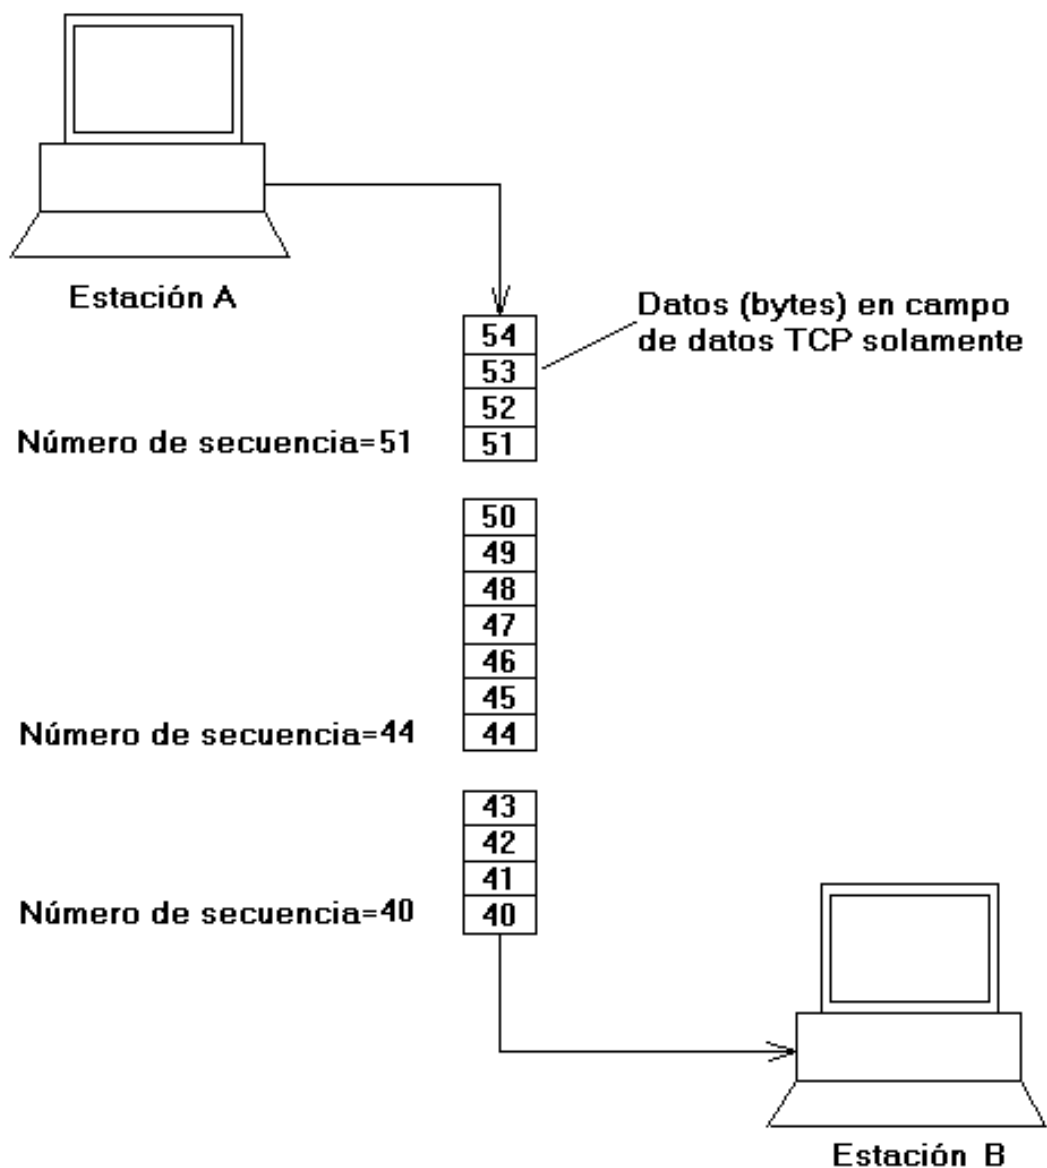 Estación A
Datos (bytes) en campo
de datos TCP solamente
54
53
52
Número de secuencia=51
51
50
49
48
47
46
45
Número de secuencia=44
44
43
42
41
Número de secuencia=40
40
Estación B